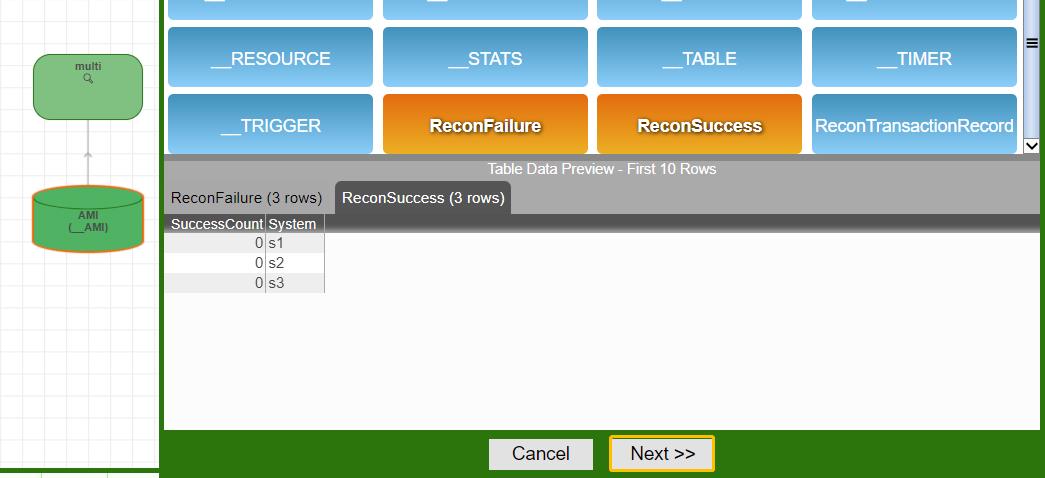 multi
AMI
(__AMI)
__RESOURCE
__STATS
__TABLE
__TIMER
__TRIGGER
ReconFailure
ReconSuccess
ReconTransactionRecord
Table Data Preview - First 10 Rows
ReconFailure (3 rows)
ReconSuccess (3 rows)
SuccessCount System
0 s1
0 s2
0 s3
Cancel
Next >>